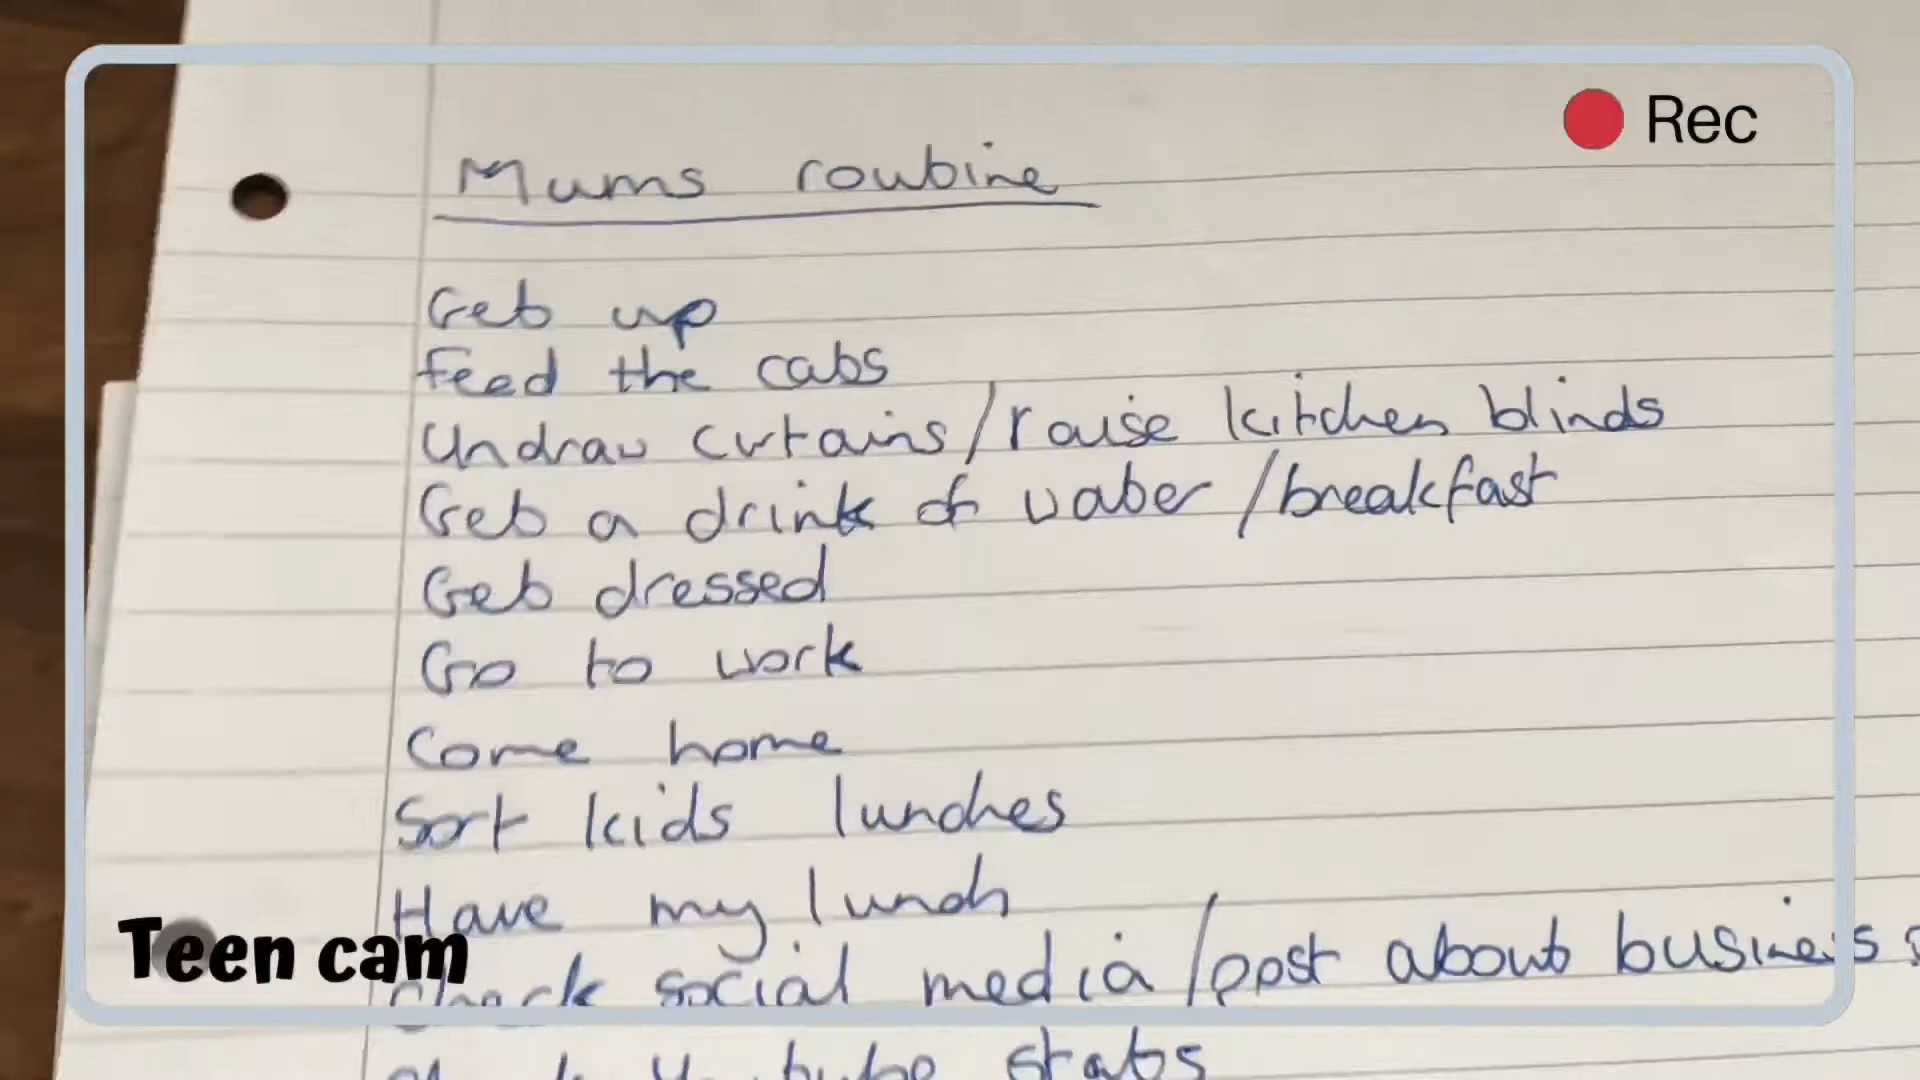 Rec
Mums routine
Get up
Feed the cats
Undraw curtains/raise kitchen blinds
Get a drink of water/breakfast
Get dressed
Go to work
Come home
Sort kids lunches
Have my lunch
Teen cam
Check social media/post about business
stats